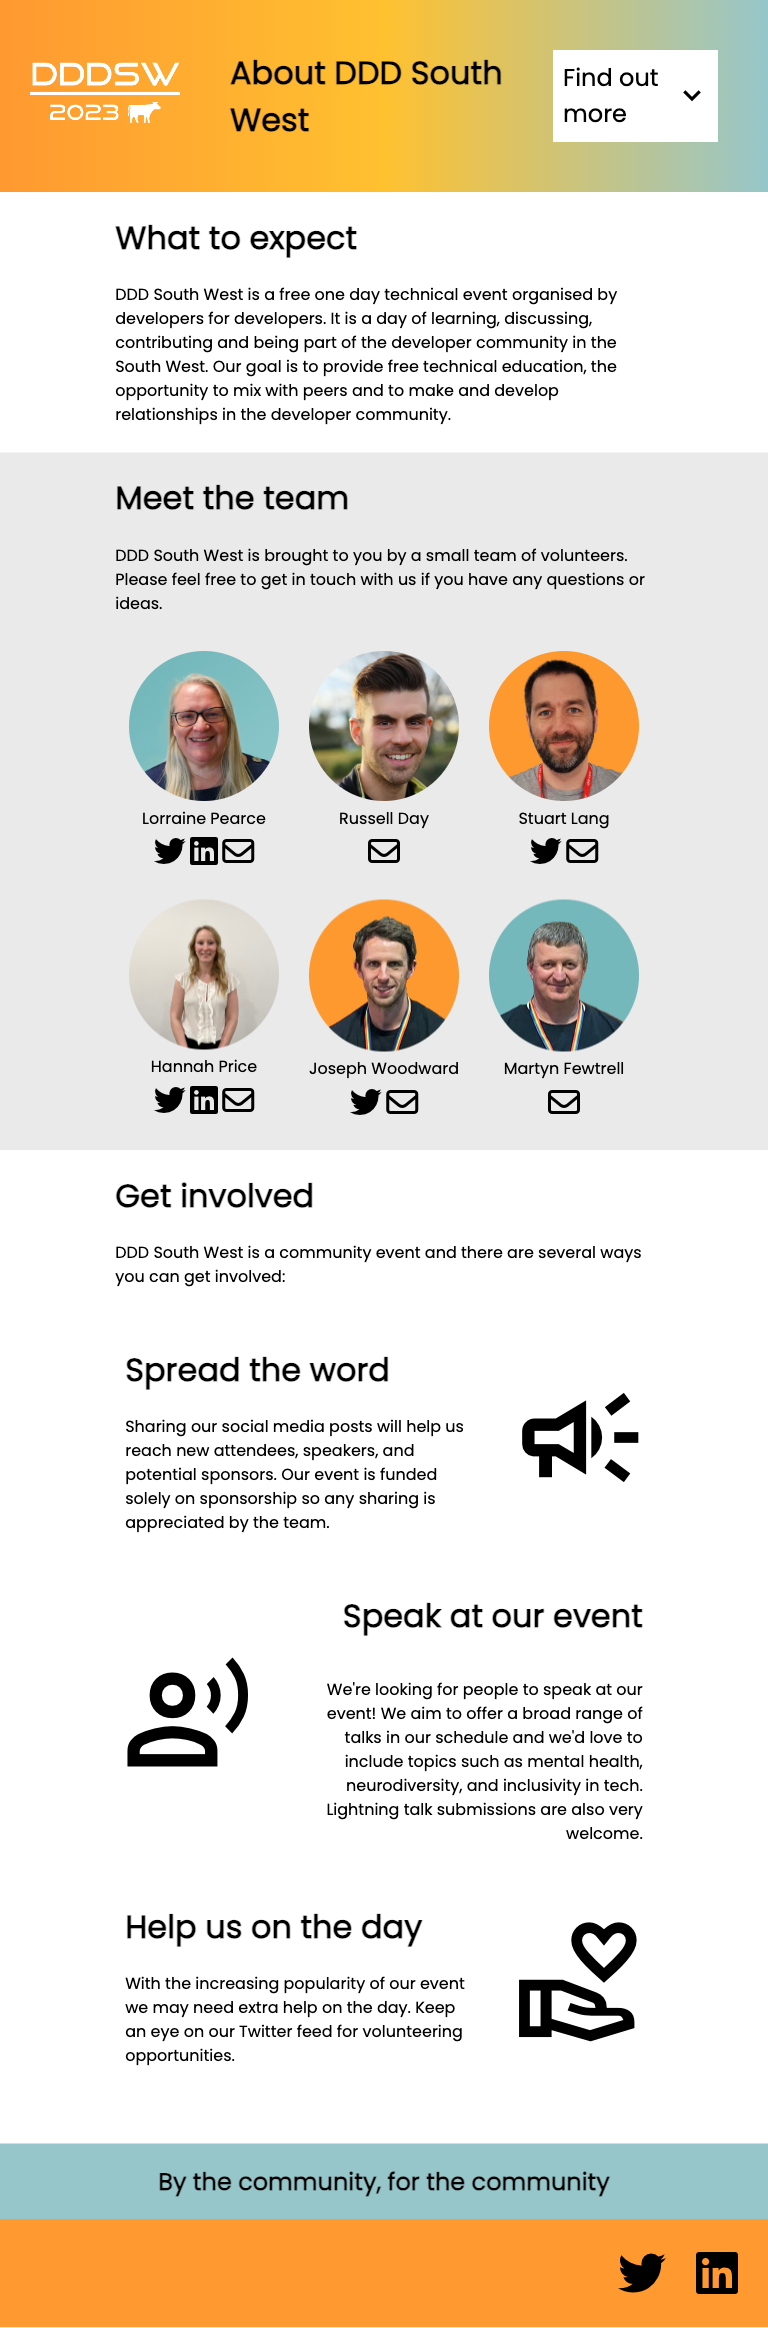 DDDSW
2023
About DDD South
West
Find out
more
What to expect
DDD South West is a free one day technical event organised by
developers for developers. It is a day of learning, discussing,
contributing and being part of the developer community in the
South West. Our goal is to provide free technical education, the
opportunity to mix with peers and to make and develop
relationships in the developer community.
Meet the team
DDD South West is brought to you by a small team of volunteers.
Please feel free to get in touch with us if you have any questions or
ideas.
Lorraine Pearce
Russell Day
Stuart Lang
Hannah Price
Joseph Woodward
Martyn Fewtrell
Get involved
DDD South West is a community event and there are several ways
you can get involved:
Spread the word
Sharing our social media posts will help us
reach new attendees, speakers, and
potential sponsors. Our event is funded
solely on sponsorship so any sharing is
appreciated by the team.
Speak at our event
We're looking for people to speak at our
event! We aim to offer a broad range of
talks in our schedule and we'd love to
include topics such as mental health,
neurodiversity, and inclusivity in tech.
Lightning talk submissions are also very
welcome.
Help us on the day
With the increasing popularity of our event
we may need extra help on the day. Keep
an eye on our Twitter feed for volunteering
opportunities.
By the community, for the community